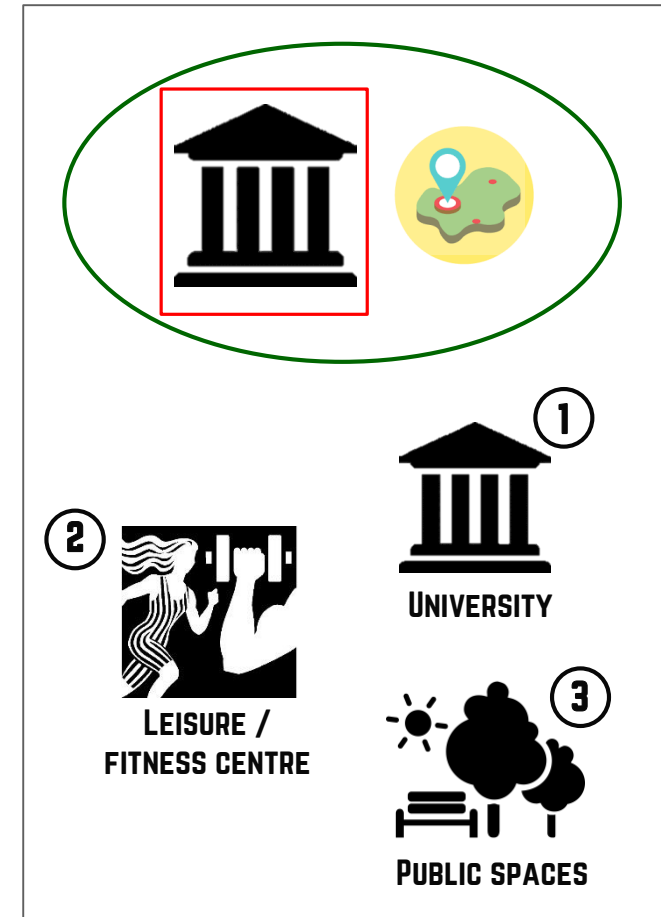 1
UNIVERSITY
2
LEISURE /
FITNESS CENTRE
3
PUBLIC SPACES